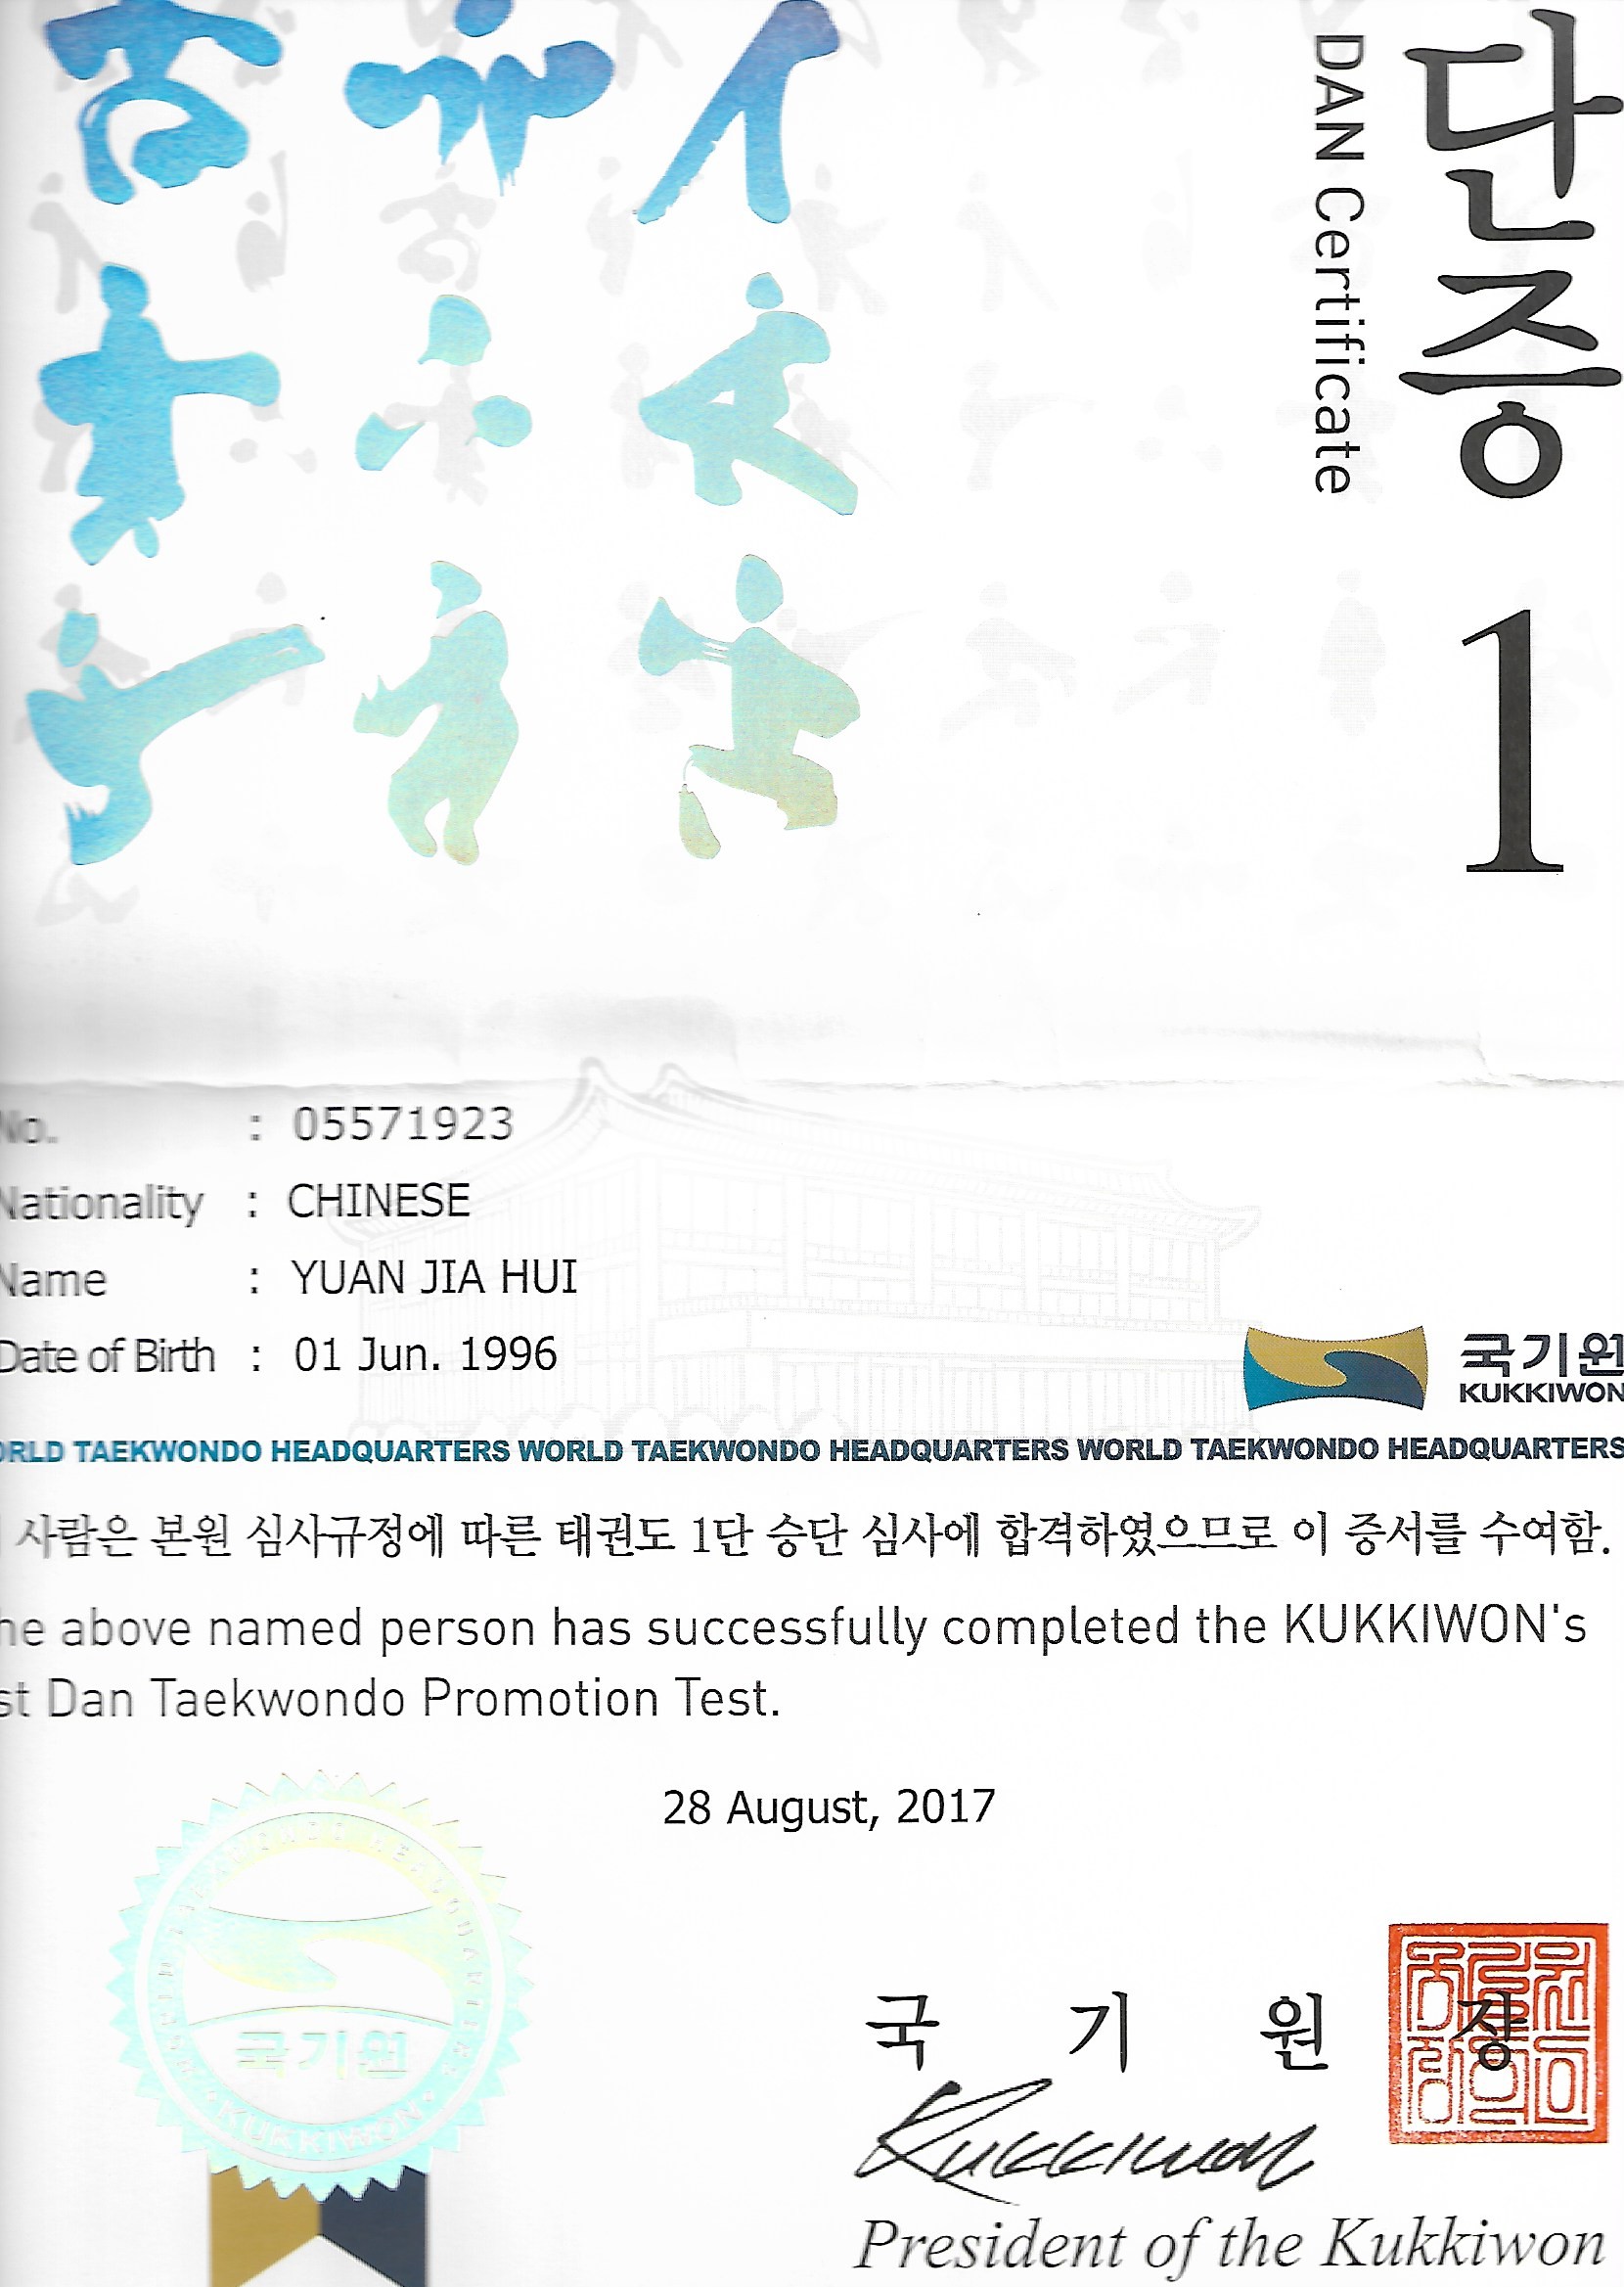 단증 1
DAN Certificate
No. : 05571923
Nationality : CHINESE
Name : YUAN JIA HUI
Date of Birth : 01 Jun. 1996
국기원
KUKKIWON
ORLD TAEKWONDO HEADQUARTERS WORLD TAEKWONDO HEADQUARTERS WORLD TAEKWONDO HEADQUARTERS
사람은 본원 심사규정에 따른 태권도 1단 승단 심사에 합격하였으므로 이 증서를 수여함.
he above named person has successfully completed the KUKKIWON's
st Dan Taekwondo Promotion Test.
28 August, 2017
국기원
KUKKIWON
국 기 원 장
Kukkiwon
President of the Kukkiwon